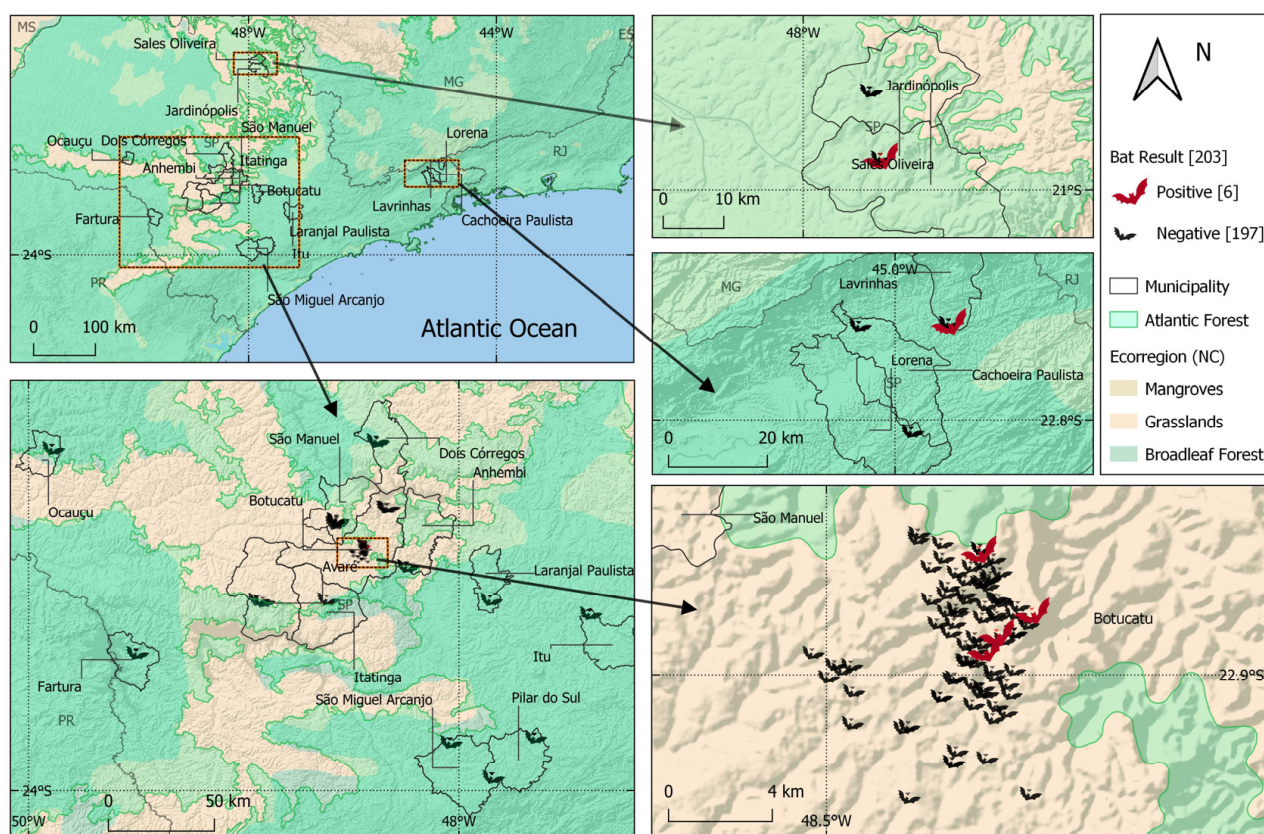 MS
48°W
44°W
ES
Sales Oliveira
MG
Jardinópolis
São Manuel
Lorena
Ocauçu
Dois Córregos
SP
Itatinga
RJ
Anhembi
Botucatu
Lavrinhas
Fartura
Cachoeira Paulista
Laranjal Paulista
24°S
Itu
PR
São Miguel Arcanjo
0
100 km
Atlantic Ocean
48°W
Jardinópolis
SP
Sales Oliveira
21°S
0
10 km
45.0°W
MG
Lavrinhas
RJ
Lorena
SP
Cachoeira Paulista
22.8°S
0
20 km
São Manuel
Dois Córregos
Anhembi
Botucatu
Ocauçu
Avaré
Laranjal Paulista
SP
Itu
Fartura
Itatinga
São Miguel Arcanjo
Pilar do Sul
PR
24°S
0
50 km
50°W
48°W
São Manuel
Botucatu
22.9°S
0
4 km
48.5°W
N
Bat Result [203]
Positive [6]
Negative [197]
Municipality
Atlantic Forest
Ecorregion (NC)
Mangroves
Grasslands
Broadleaf Forest